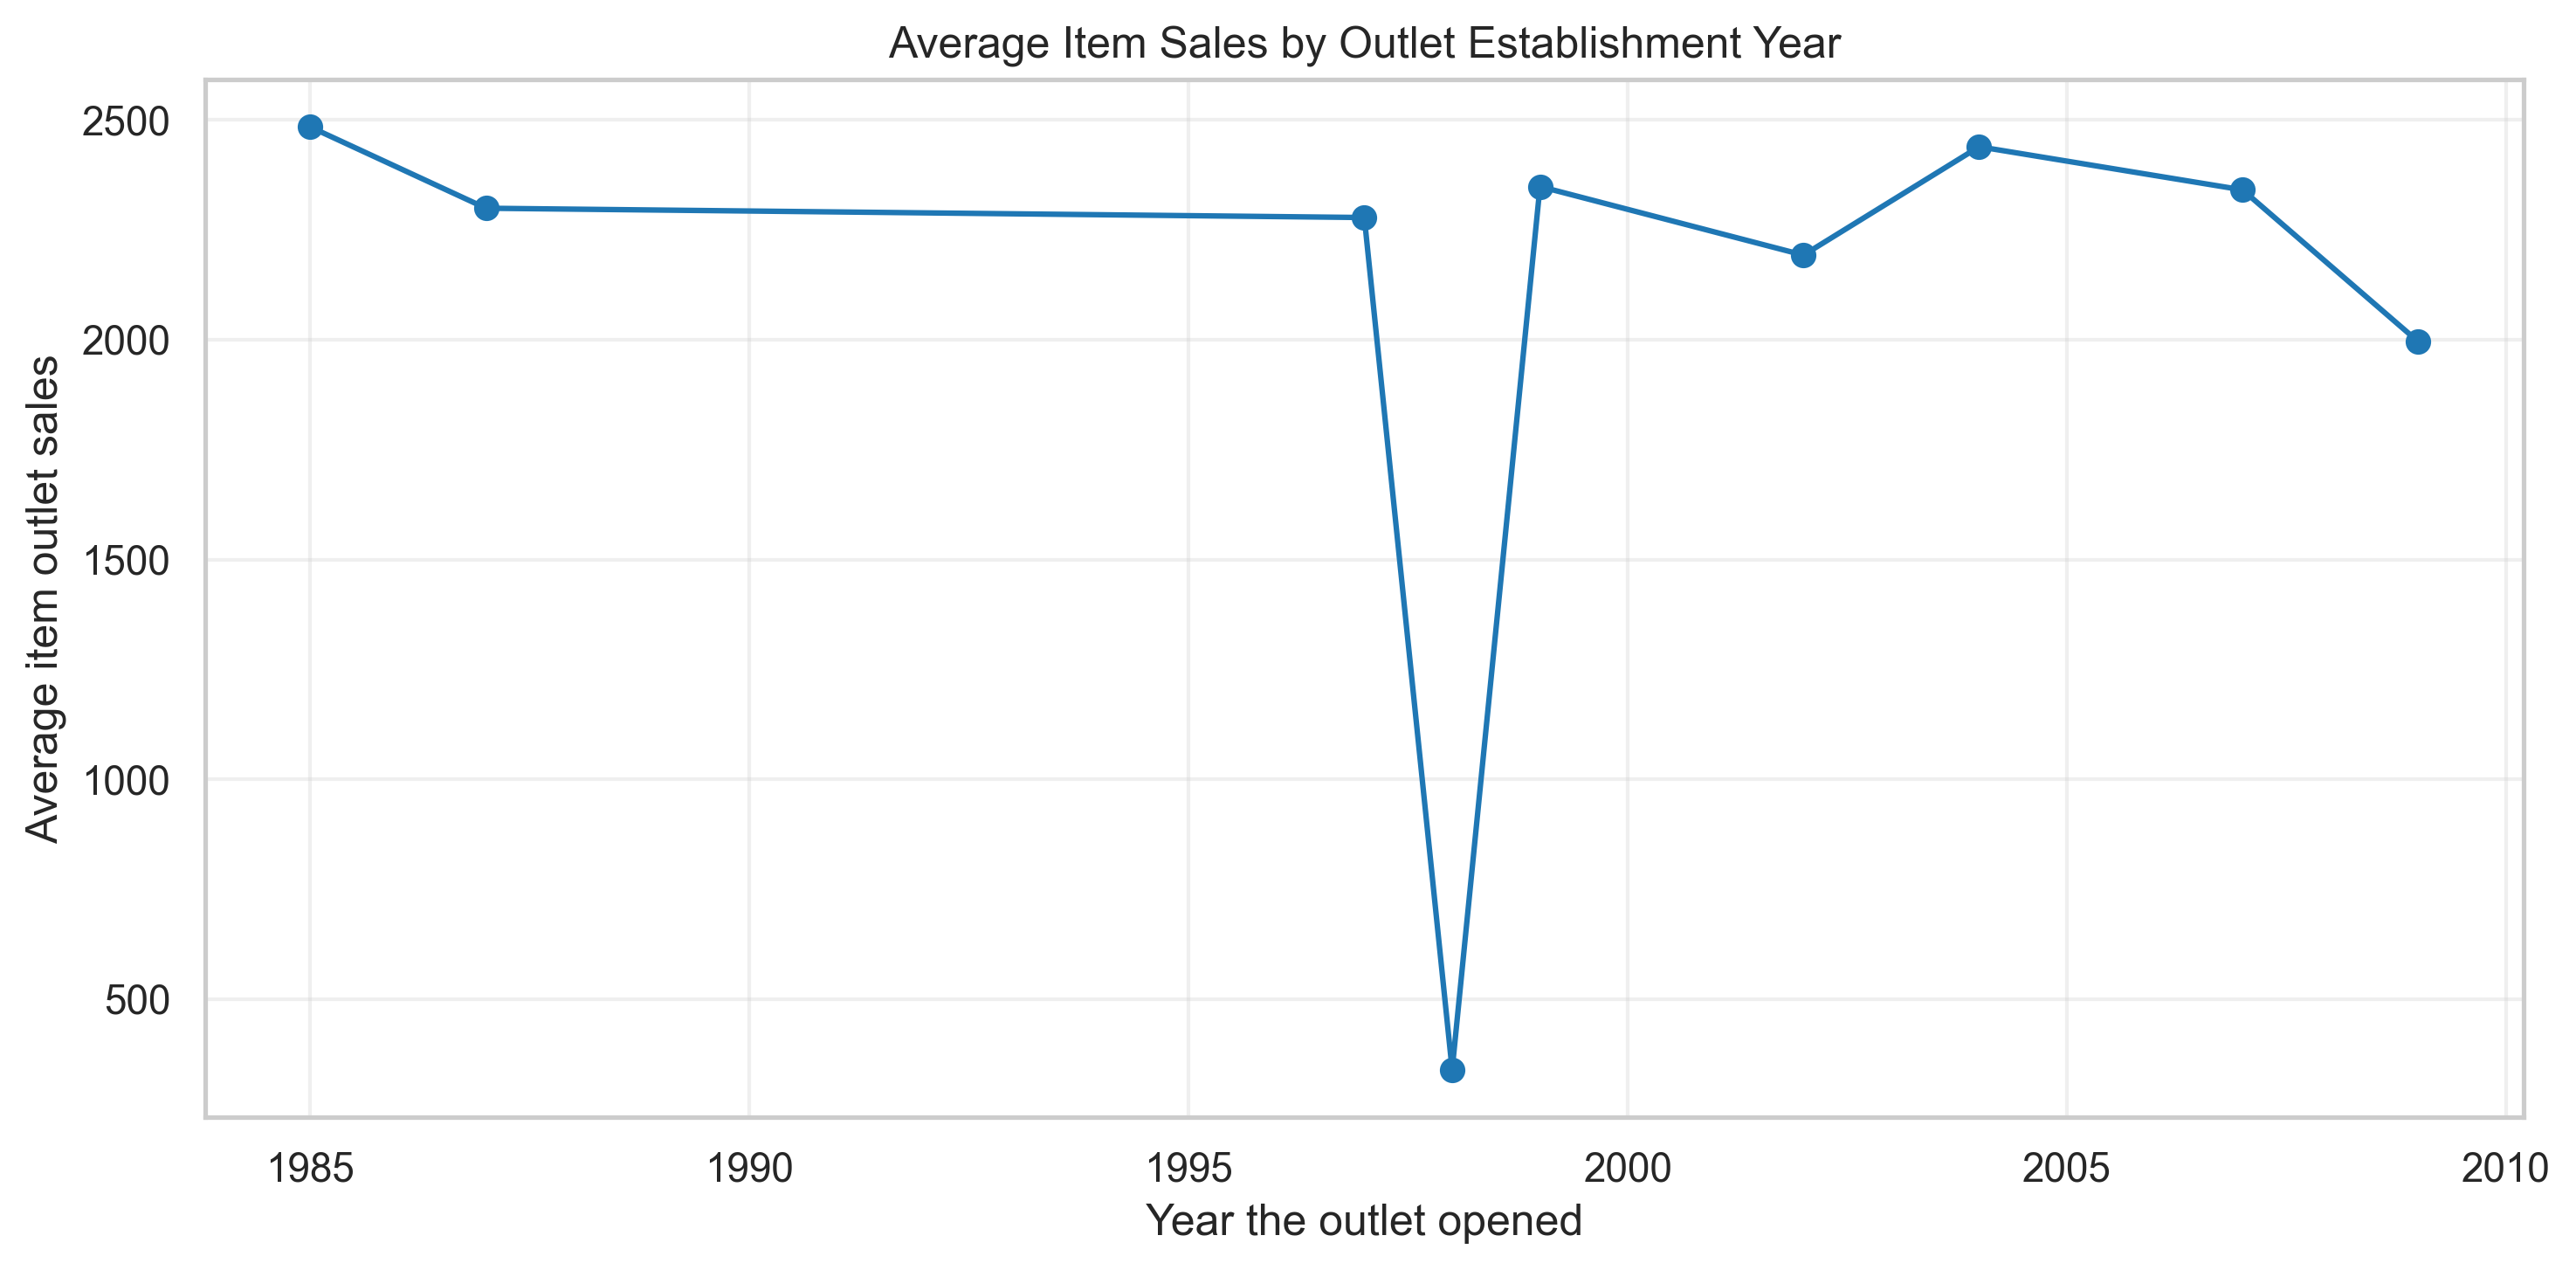 Average Item Sales by Outlet Establishment Year
Average item outlet sales
2500
2000
1500
1000
500
1985 1990 1995 2000 2005 2010
Year the outlet opened